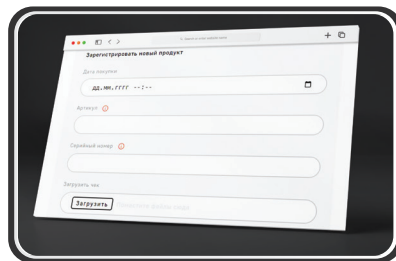 Зарегистрировать новый продукт
Дата покупки
дд.мм.гггг --:--
Артикул
Серийный номер
Загрузить чек
Загрузить